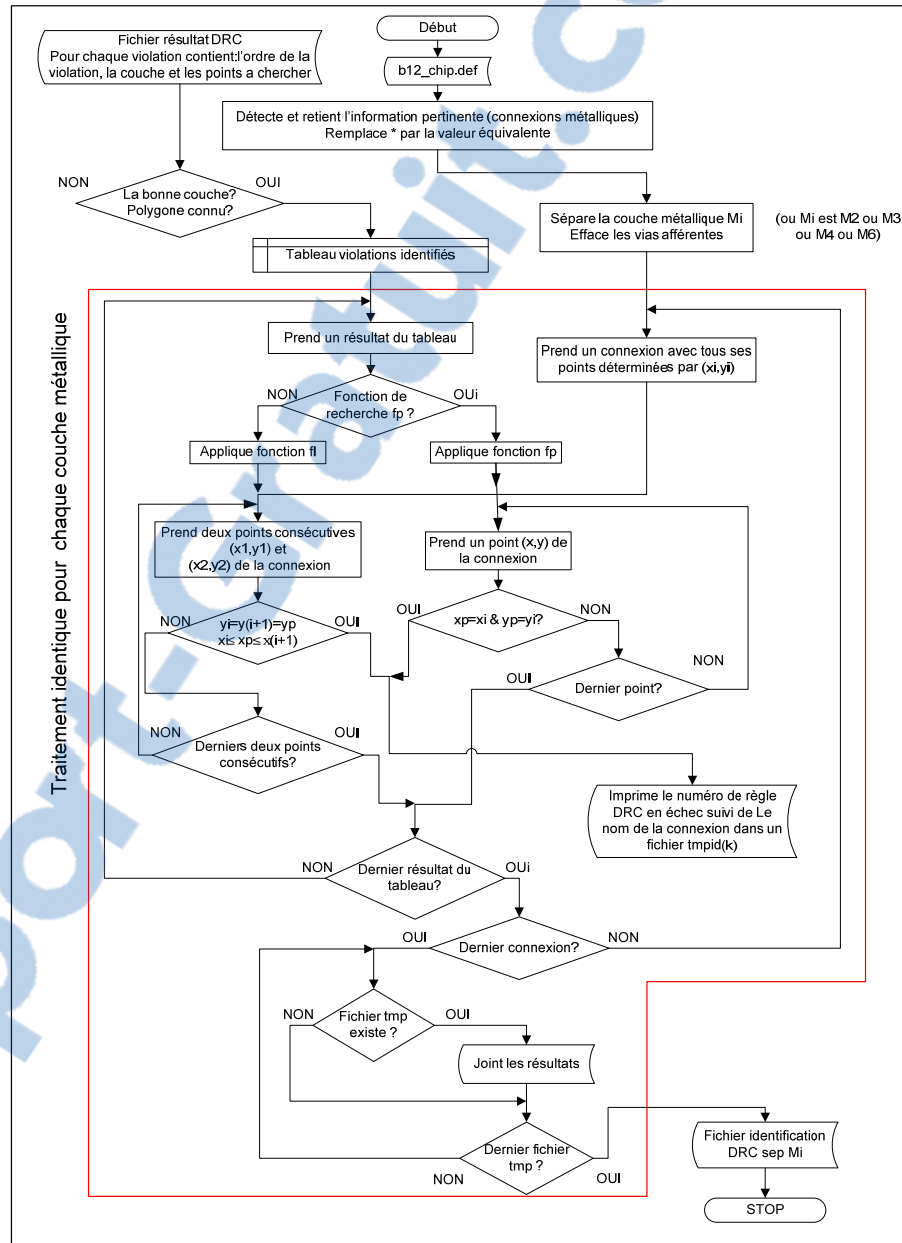 Début
Fichier résultat DRC
Pour chaque violation contient:l'ordre de la
violation, la couche et les points a chercher
b12_chip.def
Détecte et retient l'information pertinente (connexions métalliques)
Remplace * par la valeur équivalente
NON
OUI
La bonne couche?
Polygone connu?
Sépare la couche métallique Mi
Efface les vias afférentes
(ou Mi est M2 ou M3
ou M4 ou M6)
Tableau violations identifiés
Traitement identique pour chaque couche métallique
Prend un résultat du tableau
Prend un connexion avec tous ses
points déterminées par (xi,yi)
NON
OUi
Fonction de
recherche fp ?
Applique fonction fl
Applique fonction fp
Prend deux points consécutives
(x1,y1) et
(x2,y2) de la connexion
Prend un point (x,y) de
la connexion
NON
OUI
yi=y(i+1)=yp
xi≤ xp≤ x(i+1)
OUI
NON
xp=xi & yp=yi?
OUI
NON
Dernier point?
NON
OUI
Derniers deux points
consécutifs?
Imprime le numéro de règle
DRC en échec suivi de Le
nom de la connexion dans un
fichier tmpid(k)
NON
OUi
Dernier résultat du
tableau?
OUI
NON
Dernier connexion?
NON
OUI
Fichier tmp
existe ?
Joint les résultats
Dernier fichier
tmp ?
NON
OUI
Fichier identification
DRC sep Mi
STOP
port-Gratuit.c